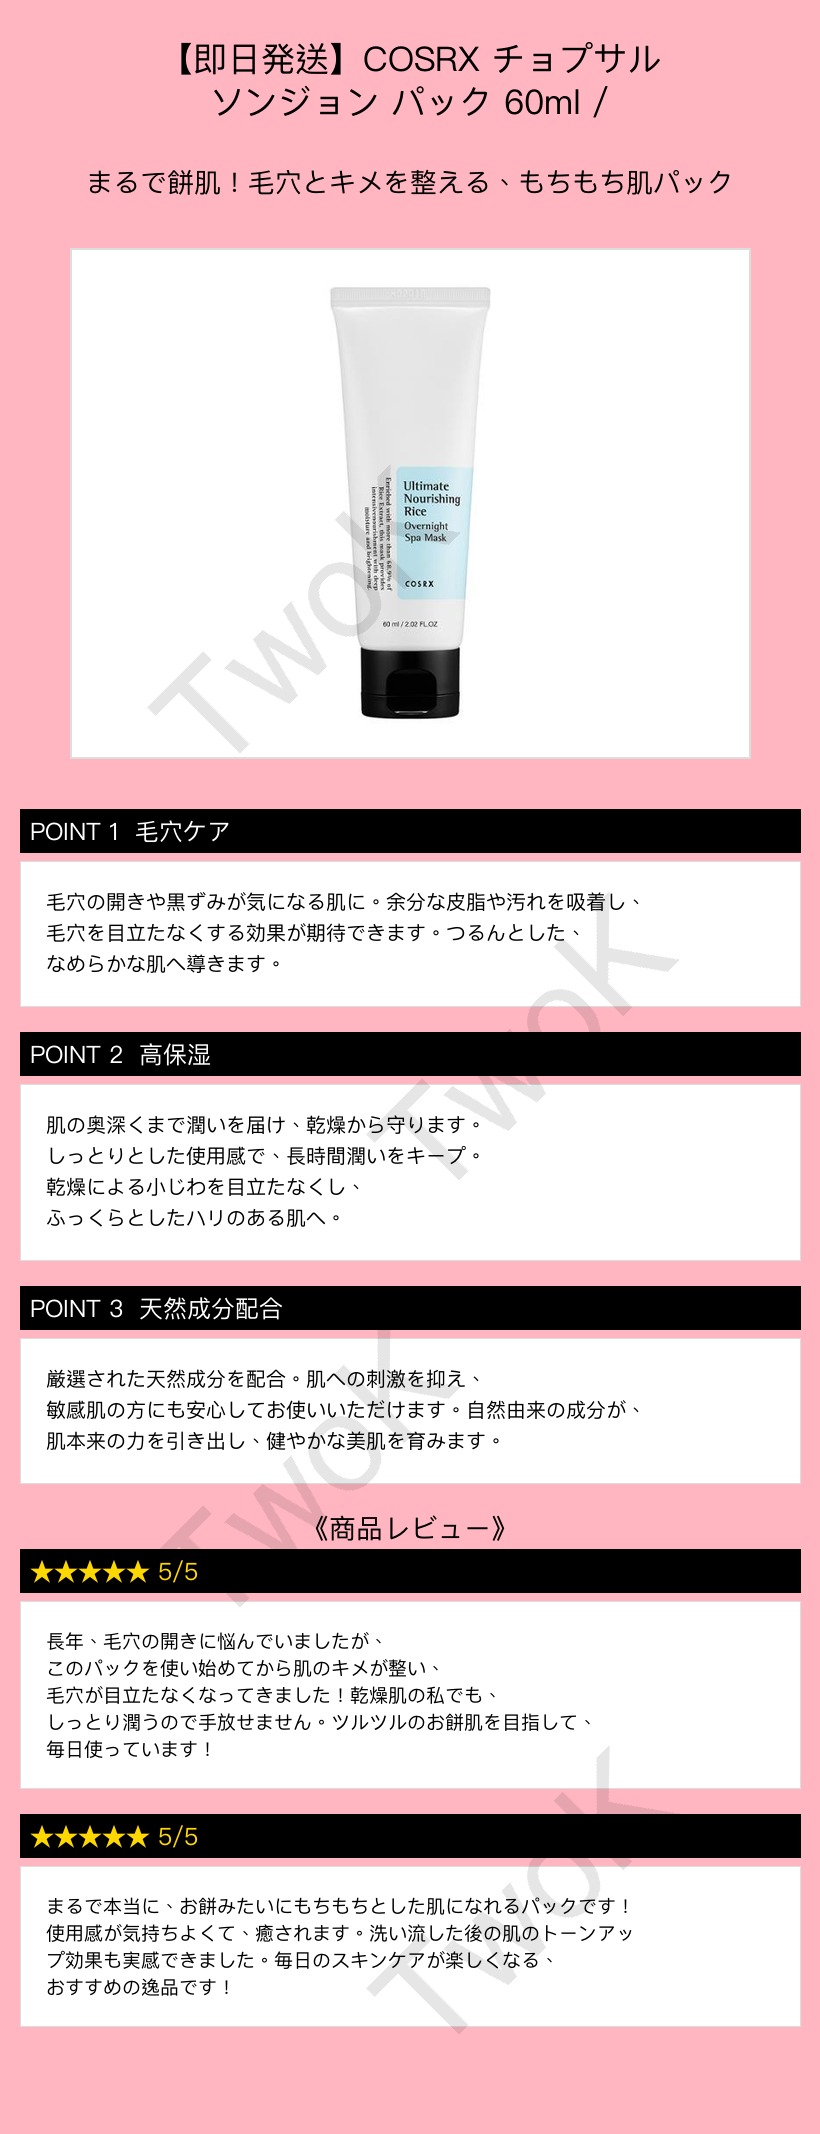 【即日発送】COSRX チョプサル
ソンジョン パック 60ml /
まるで餅肌！毛穴とキメを整える、もちもち肌パック
Ultimate
Nourishing
Rice
Overnight
Spa Mask
COSRX
Enriched with more than 68.9% of
Rice Extract, this mask provides
intensivenourishment with deep
moisture and brightening.
60 ml / 2.02 FL.OZ
TwoK
POINT 1 毛穴ケア
毛穴の開きや黒ずみが気になる肌に。余分な皮脂や汚れを吸着し、
毛穴を目立たなくする効果が期待できます。つるんとした、
なめらかな肌へ導きます。
TwoK
POINT 2 高保湿
肌の奥深くまで潤いを届け、乾燥から守ります。
しっとりとした使用感で、長時間潤いをキープ。
乾燥による小じわを目立たなくし、
ふっくらとしたハリのある肌へ。
POINT 3 天然成分配合
厳選された天然成分を配合。肌への刺激を抑え、
敏感肌の方にも安心してお使いいただけます。自然由来の成分が、
肌本来の力を引き出し、健やかな美肌を育みます。
TwoK
《商品レビュー》
★★★★★ 5/5
長年、毛穴の開きに悩んでいましたが、
このパックを使い始めてから肌のキメが整い、
毛穴が目立たなくなってきました！乾燥肌の私でも、
しっとり潤うので手放せません。ツルツルのお餅肌を目指して、
毎日使っています！
★★★★★ 5/5
まるで本当に、お餅みたいにもちもちとした肌になれるパックです！
使用感が気持ちよくて、癒されます。洗い流した後の肌のトーンアッ
プ効果も実感できました。毎日のスキンケアが楽しくなる、
おすすめの逸品です！
TwoK